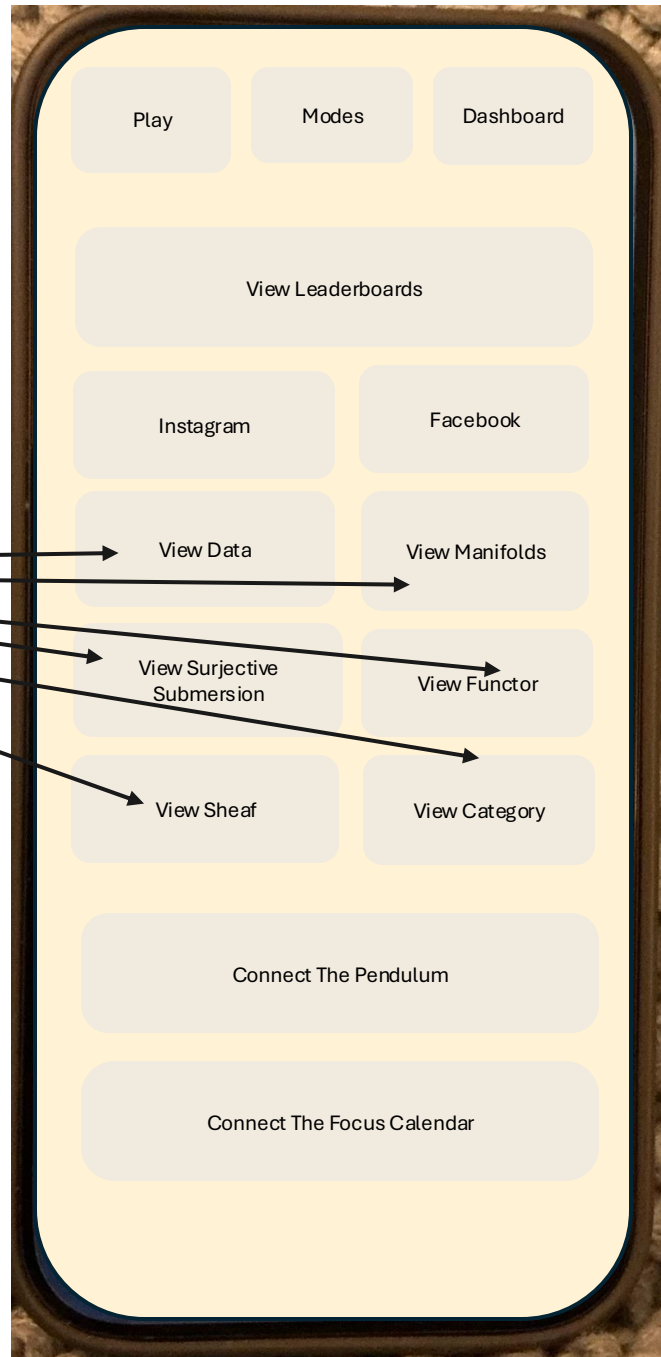 Play
Modes
Dashboard
View Leaderboards
Instagram
Facebook
View Data
View Manifolds
View Surjective
Submersion
View Functor
View Sheaf
View Category
Connect The Pendulum
Connect The Focus Calendar